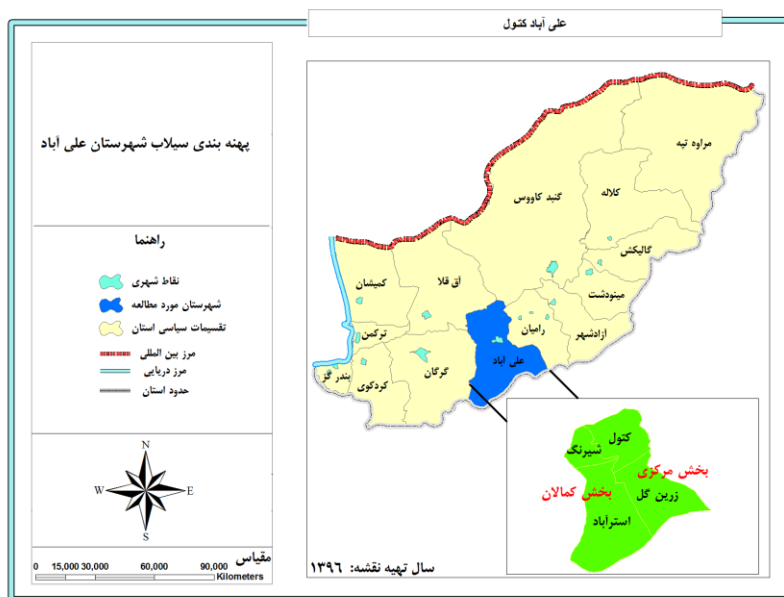 علی آباد کتول
پهنه بندی سیلاب شهرستان علی آباد
راهنما
نقاط شهری
شهرستان مورد مطالعه
تقسیمات سیاسی استان
مرز بین المللی
مرز دریایی
حدود استان
N
W
E
S
مقیاس
0 15,000 30,000 60,000 90,000
Kilometers
مراوه تپه
کلاله
گنبد کاووس
گالیکش
مینودشت
آزادشهر
رامیان
علی آباد
آق قلا
گمیشان
ترکمن
بندر گز
کردکوی
گرگان
کتول
شیرنگ
بخش مرکزی
زرین گل
بخش کمالان
استرآباد
سال تهیه نقشه: ۱۳۹۶